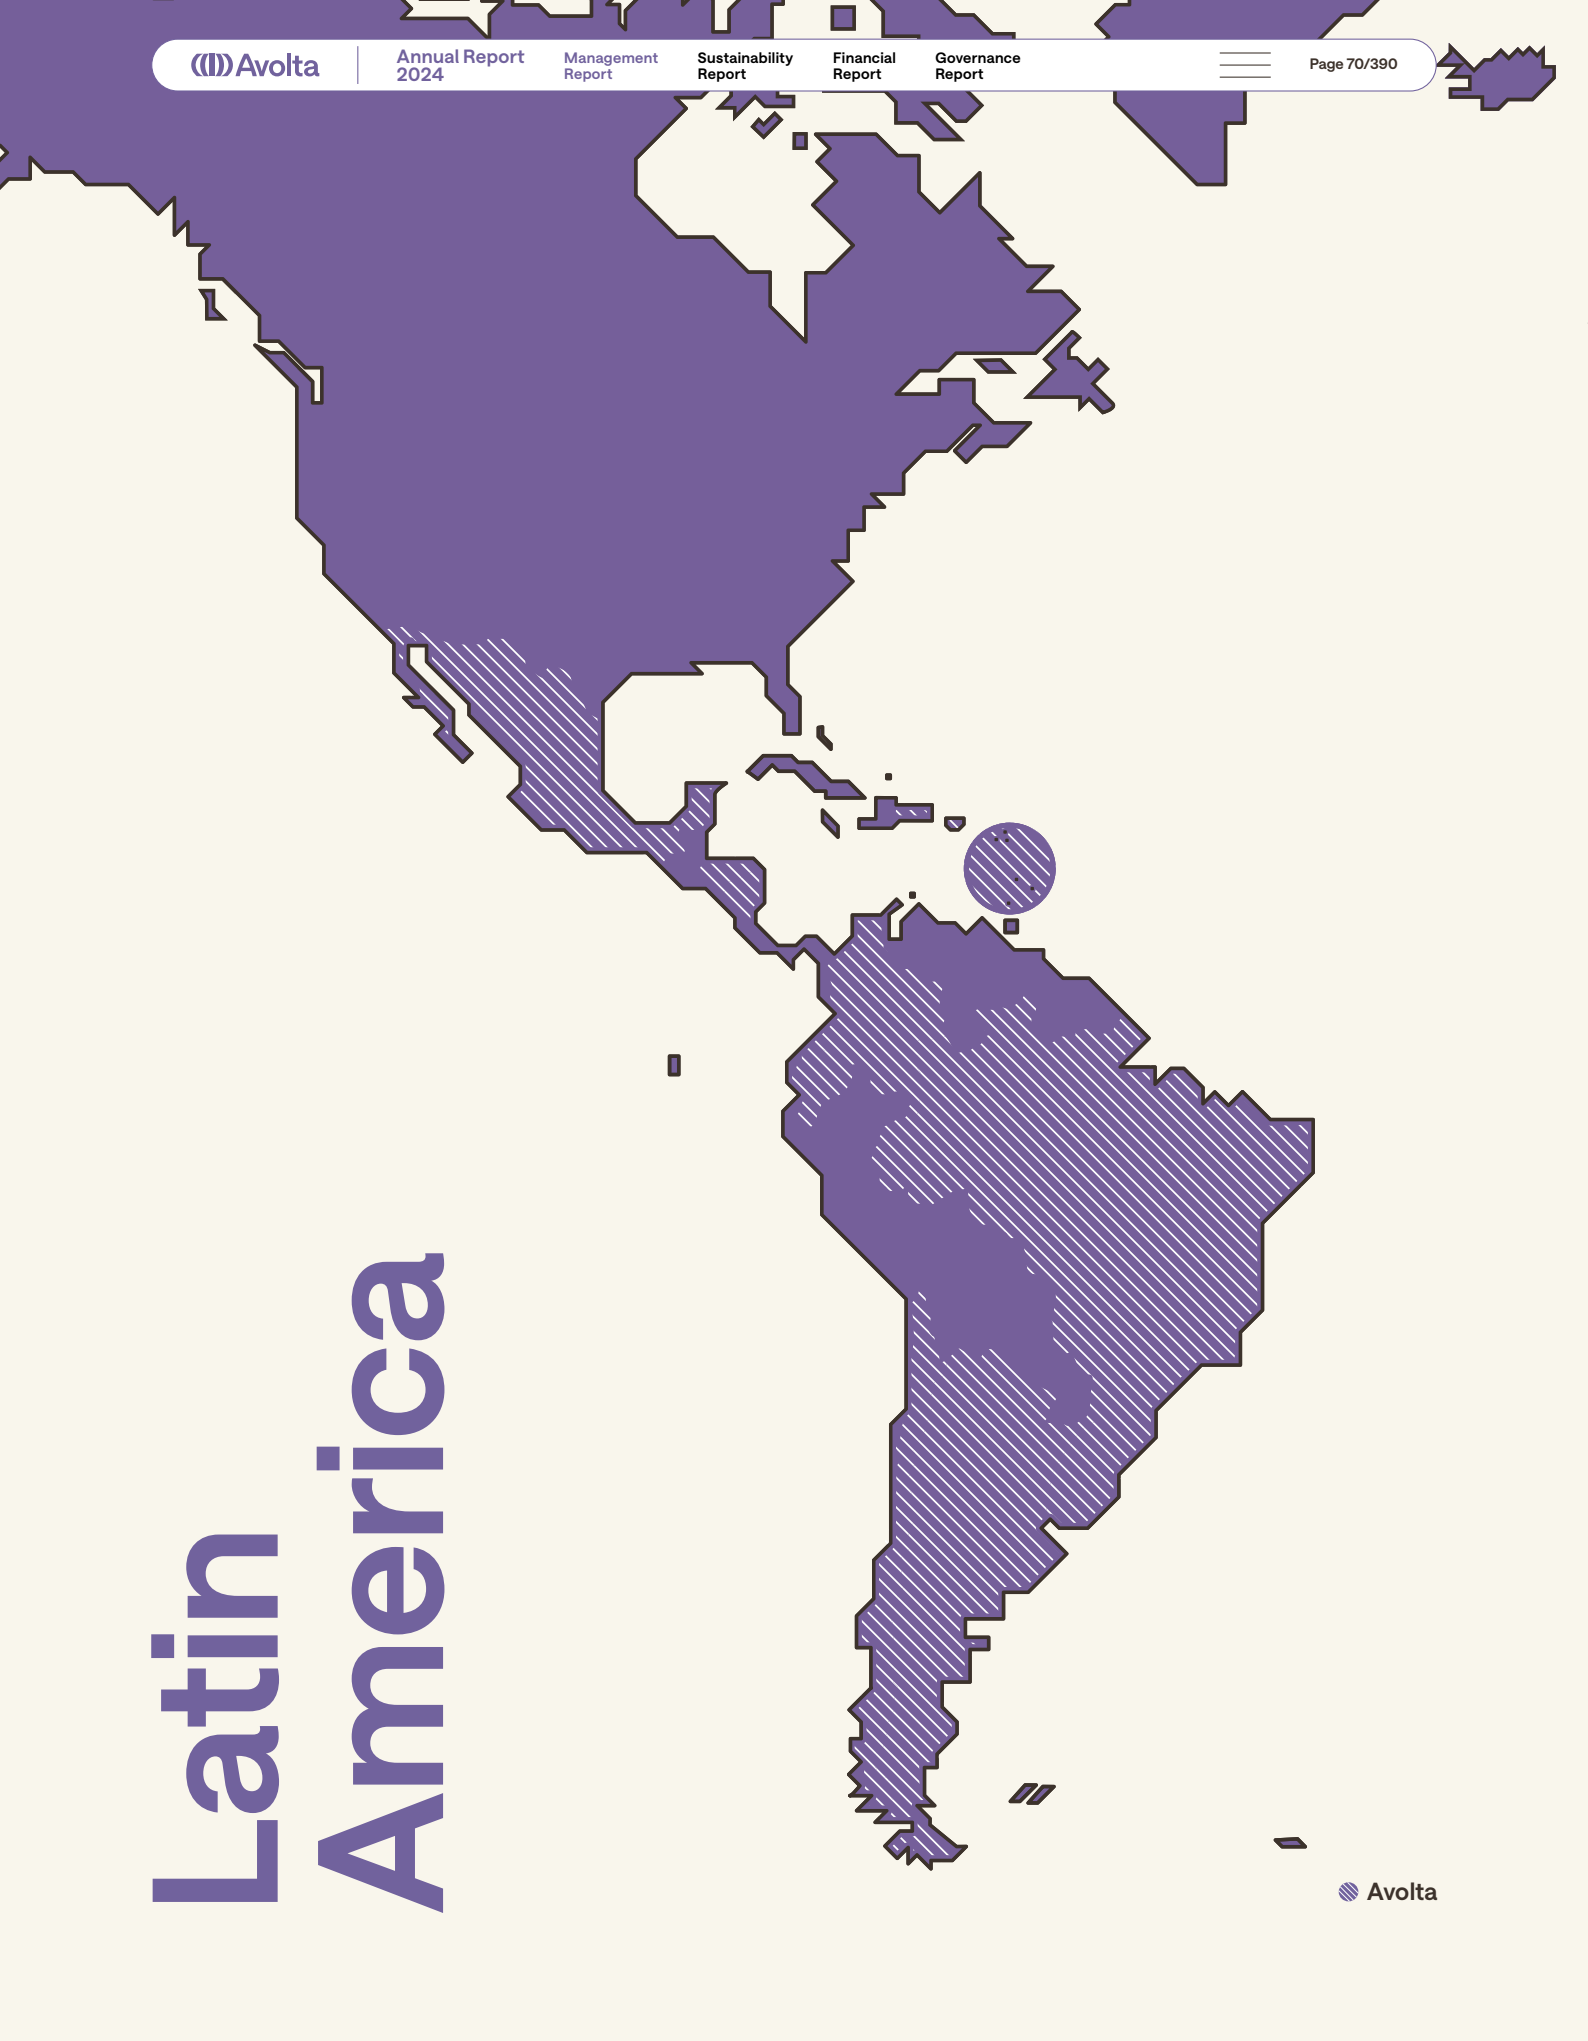 Avolta
Annual Report
2024
Management
Report
Sustainability
Report
Financial
Report
Governance
Report
Page 70/390
Latin
America
Avolta